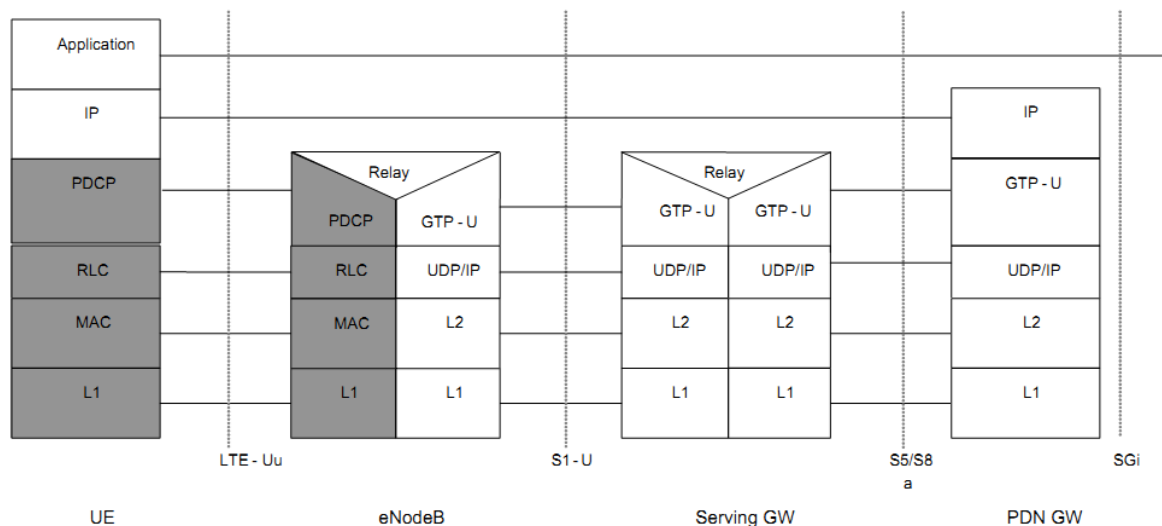 Application
IP
IP
Relay
Relay
PDCP
GTP - U
PDCP
GTP - U
GTP - U
GTP - U
RLC
RLC
UDP/IP
UDP/IP
UDP/IP
UDP/IP
MAC
MAC
L2
L2
L2
L2
L1
L1
L1
L1
L1
L1
LTE - Uu
S1 - U
S5/S8
a
SGi
UE
eNodeB
Serving GW
PDN GW